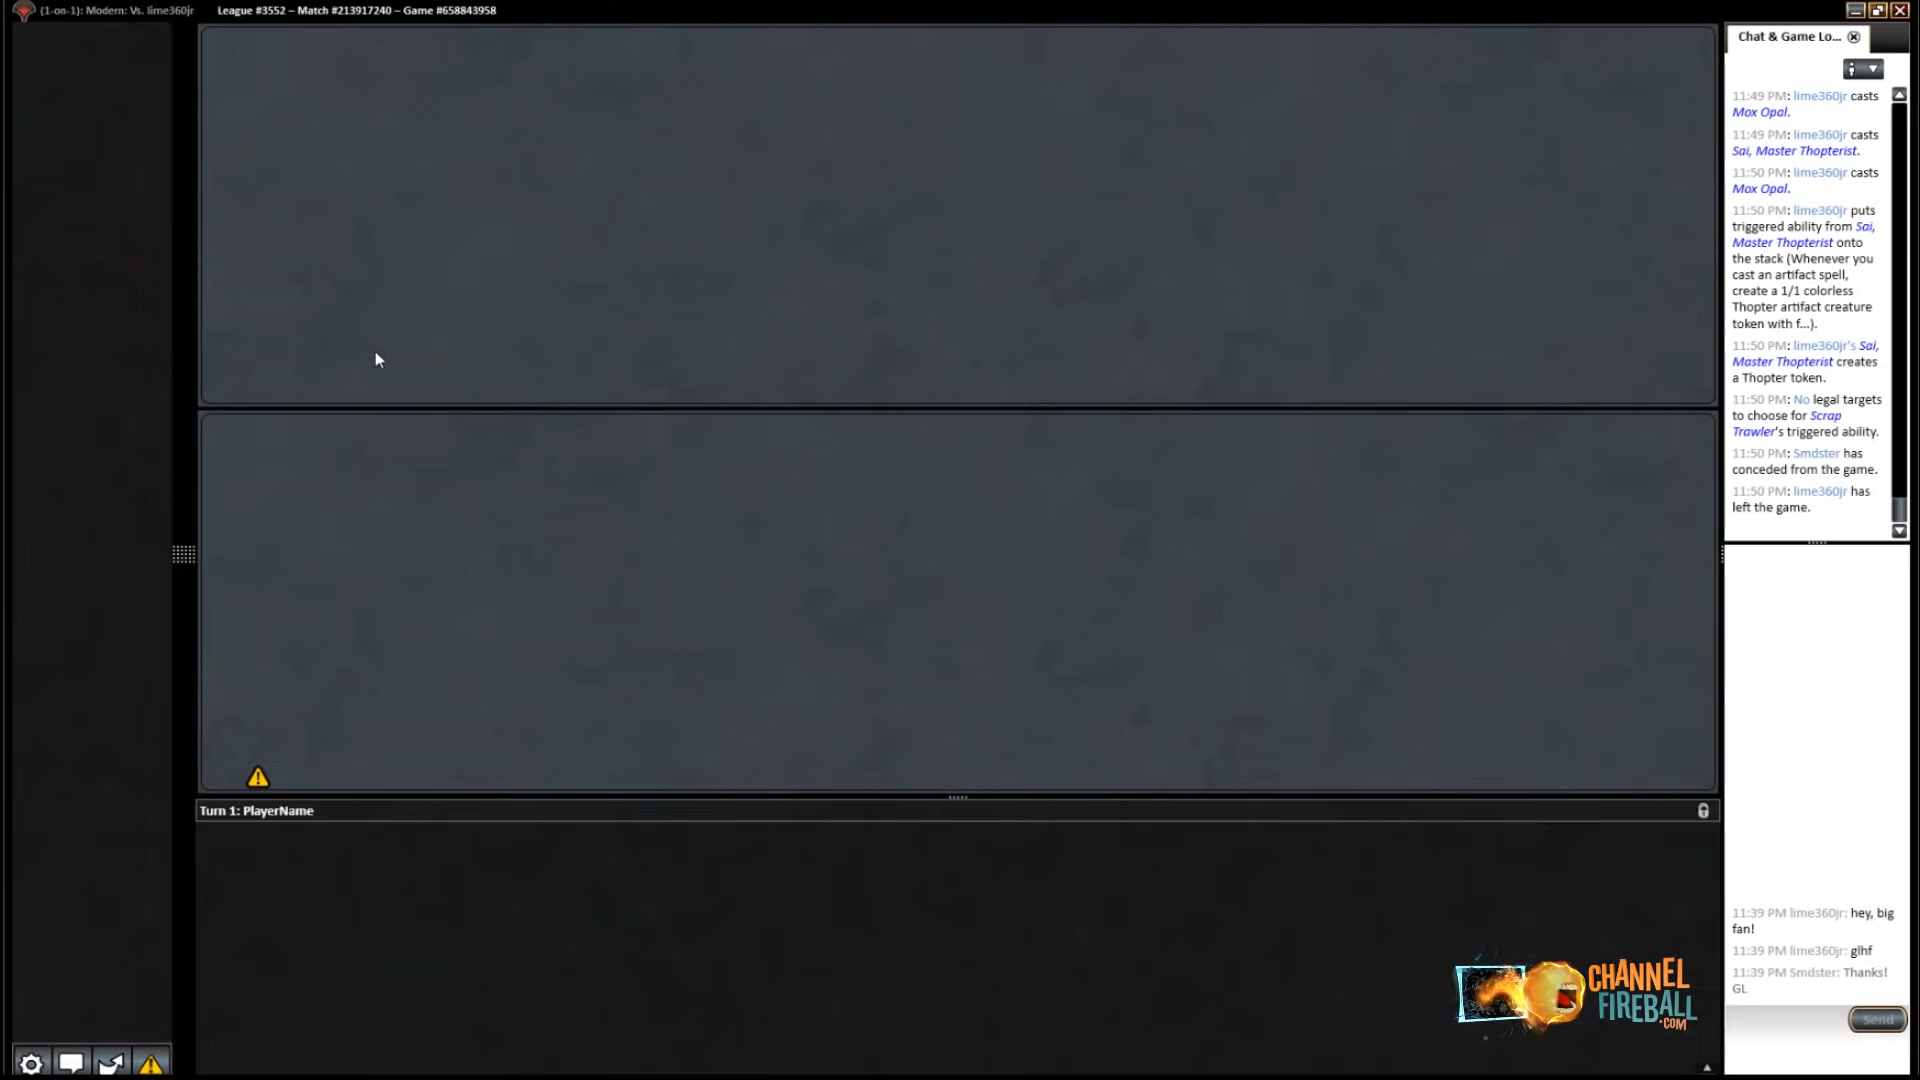 (1-on-1): Modern: Vs. lime360jr
League #3552 – Match #213917240 – Game #658843958
Chat & Game Lo...
11:49 PM: lime360jr casts
Mox Opal.
11:49 PM: lime360jr casts
Sai, Master Thopterist.
11:50 PM: lime360jr casts
Mox Opal.
11:50 PM: lime360jr puts
triggered ability from Sai,
Master Thopterist onto
the stack (Whenever you
cast an artifact spell,
create a 1/1 colorless
Thopter artifact creature
token with f...).
11:50 PM: lime360jr's Sai,
Master Thopterist creates
a Thopter token.
11:50 PM: No legal targets
to choose for Scrap
Trawler's triggered ability.
11:50 PM: Smdster has
conceded from the game.
11:50 PM: lime360jr has
left the game.
Turn 1: PlayerName
11:39 PM lime360jr: hey, big
fan!
11:39 PM lime360jr: glhf
11:39 PM Smdster: Thanks!
GL
Send
CHANNEL
FIREBALL
.COM